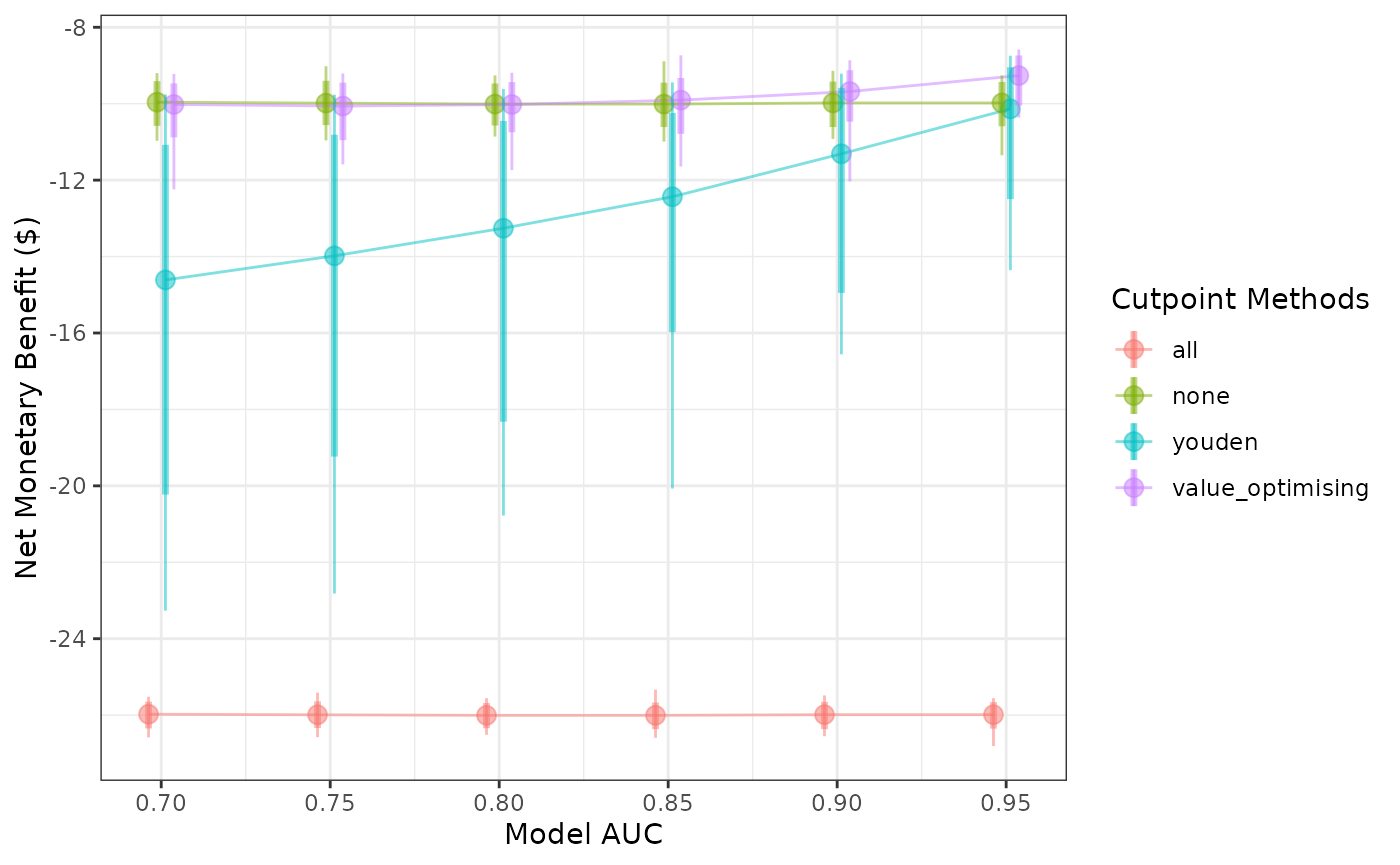 -8
-12
-16
-20
-24
Net Monetary Benefit ($)
0.70 0.75 0.80 0.85 0.90 0.95
Model AUC
Cutpoint Methods
all
none
youden
value_optimising